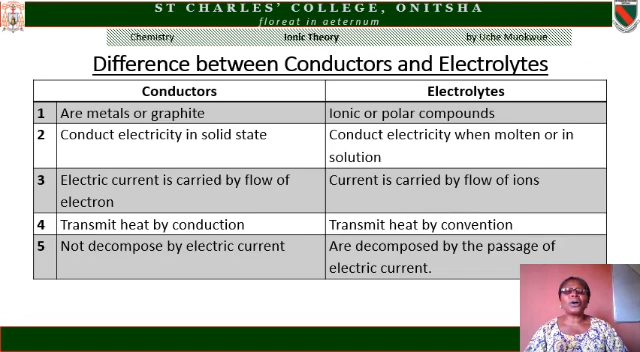 ST CHARLES' COLLEGE, ONITSHA
floreat in aeternum
Chemistry Ionic Theory by Uche Muokwue
Difference between Conductors and Electrolytes
Conductors Electrolytes
1 Are metals or graphite Ionic or polar compounds
2 Conduct electricity in solid state Conduct electricity when molten or in
solution
3 Electric current is carried by flow of Current is carried by flow of ions
electron
4 Transmit heat by conduction Transmit heat by convention
5 Not decompose by electric current Are decomposed by the passage of
electric current.